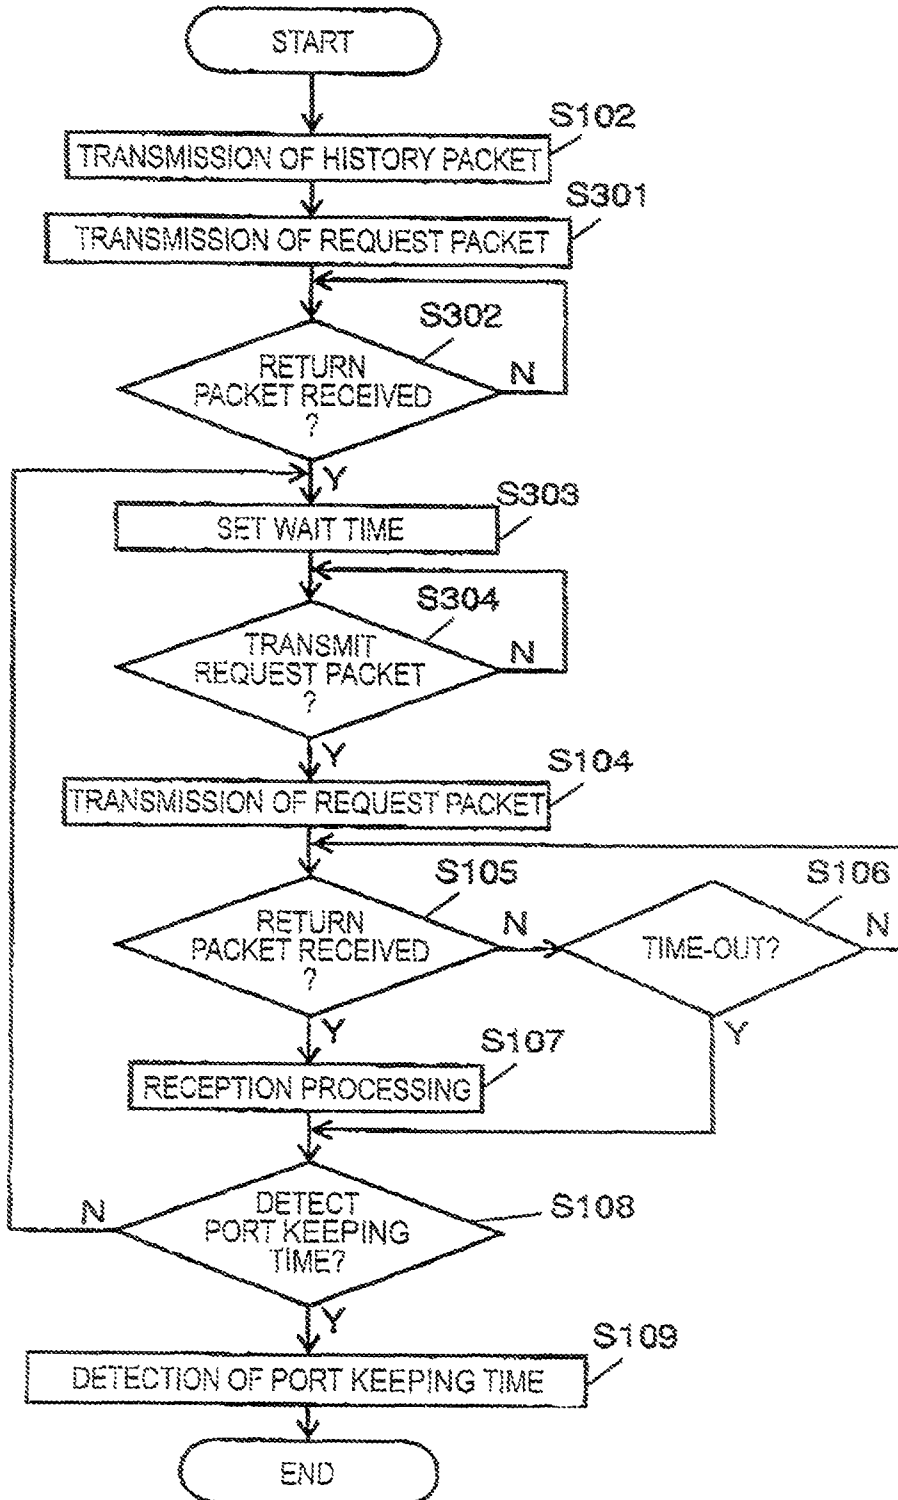 START
S102
TRANSMISSION OF HISTORY PACKET
S301
TRANSMISSION OF REQUEST PACKET
S302
RETURN
PACKET RECEIVED
?
N
Y
S303
SET WAIT TIME
S304
TRANSMIT
REQUEST PACKET
?
N
Y
S104
TRANSMISSION OF REQUEST PACKET
S105
RETURN
PACKET RECEIVED
?
N
S106
TIME-OUT?
N
Y
Y
S107
RECEPTION PROCESSING
S108
DETECT
PORT KEEPING
TIME?
N
Y
S109
DETECTION OF PORT KEEPING TIME
END